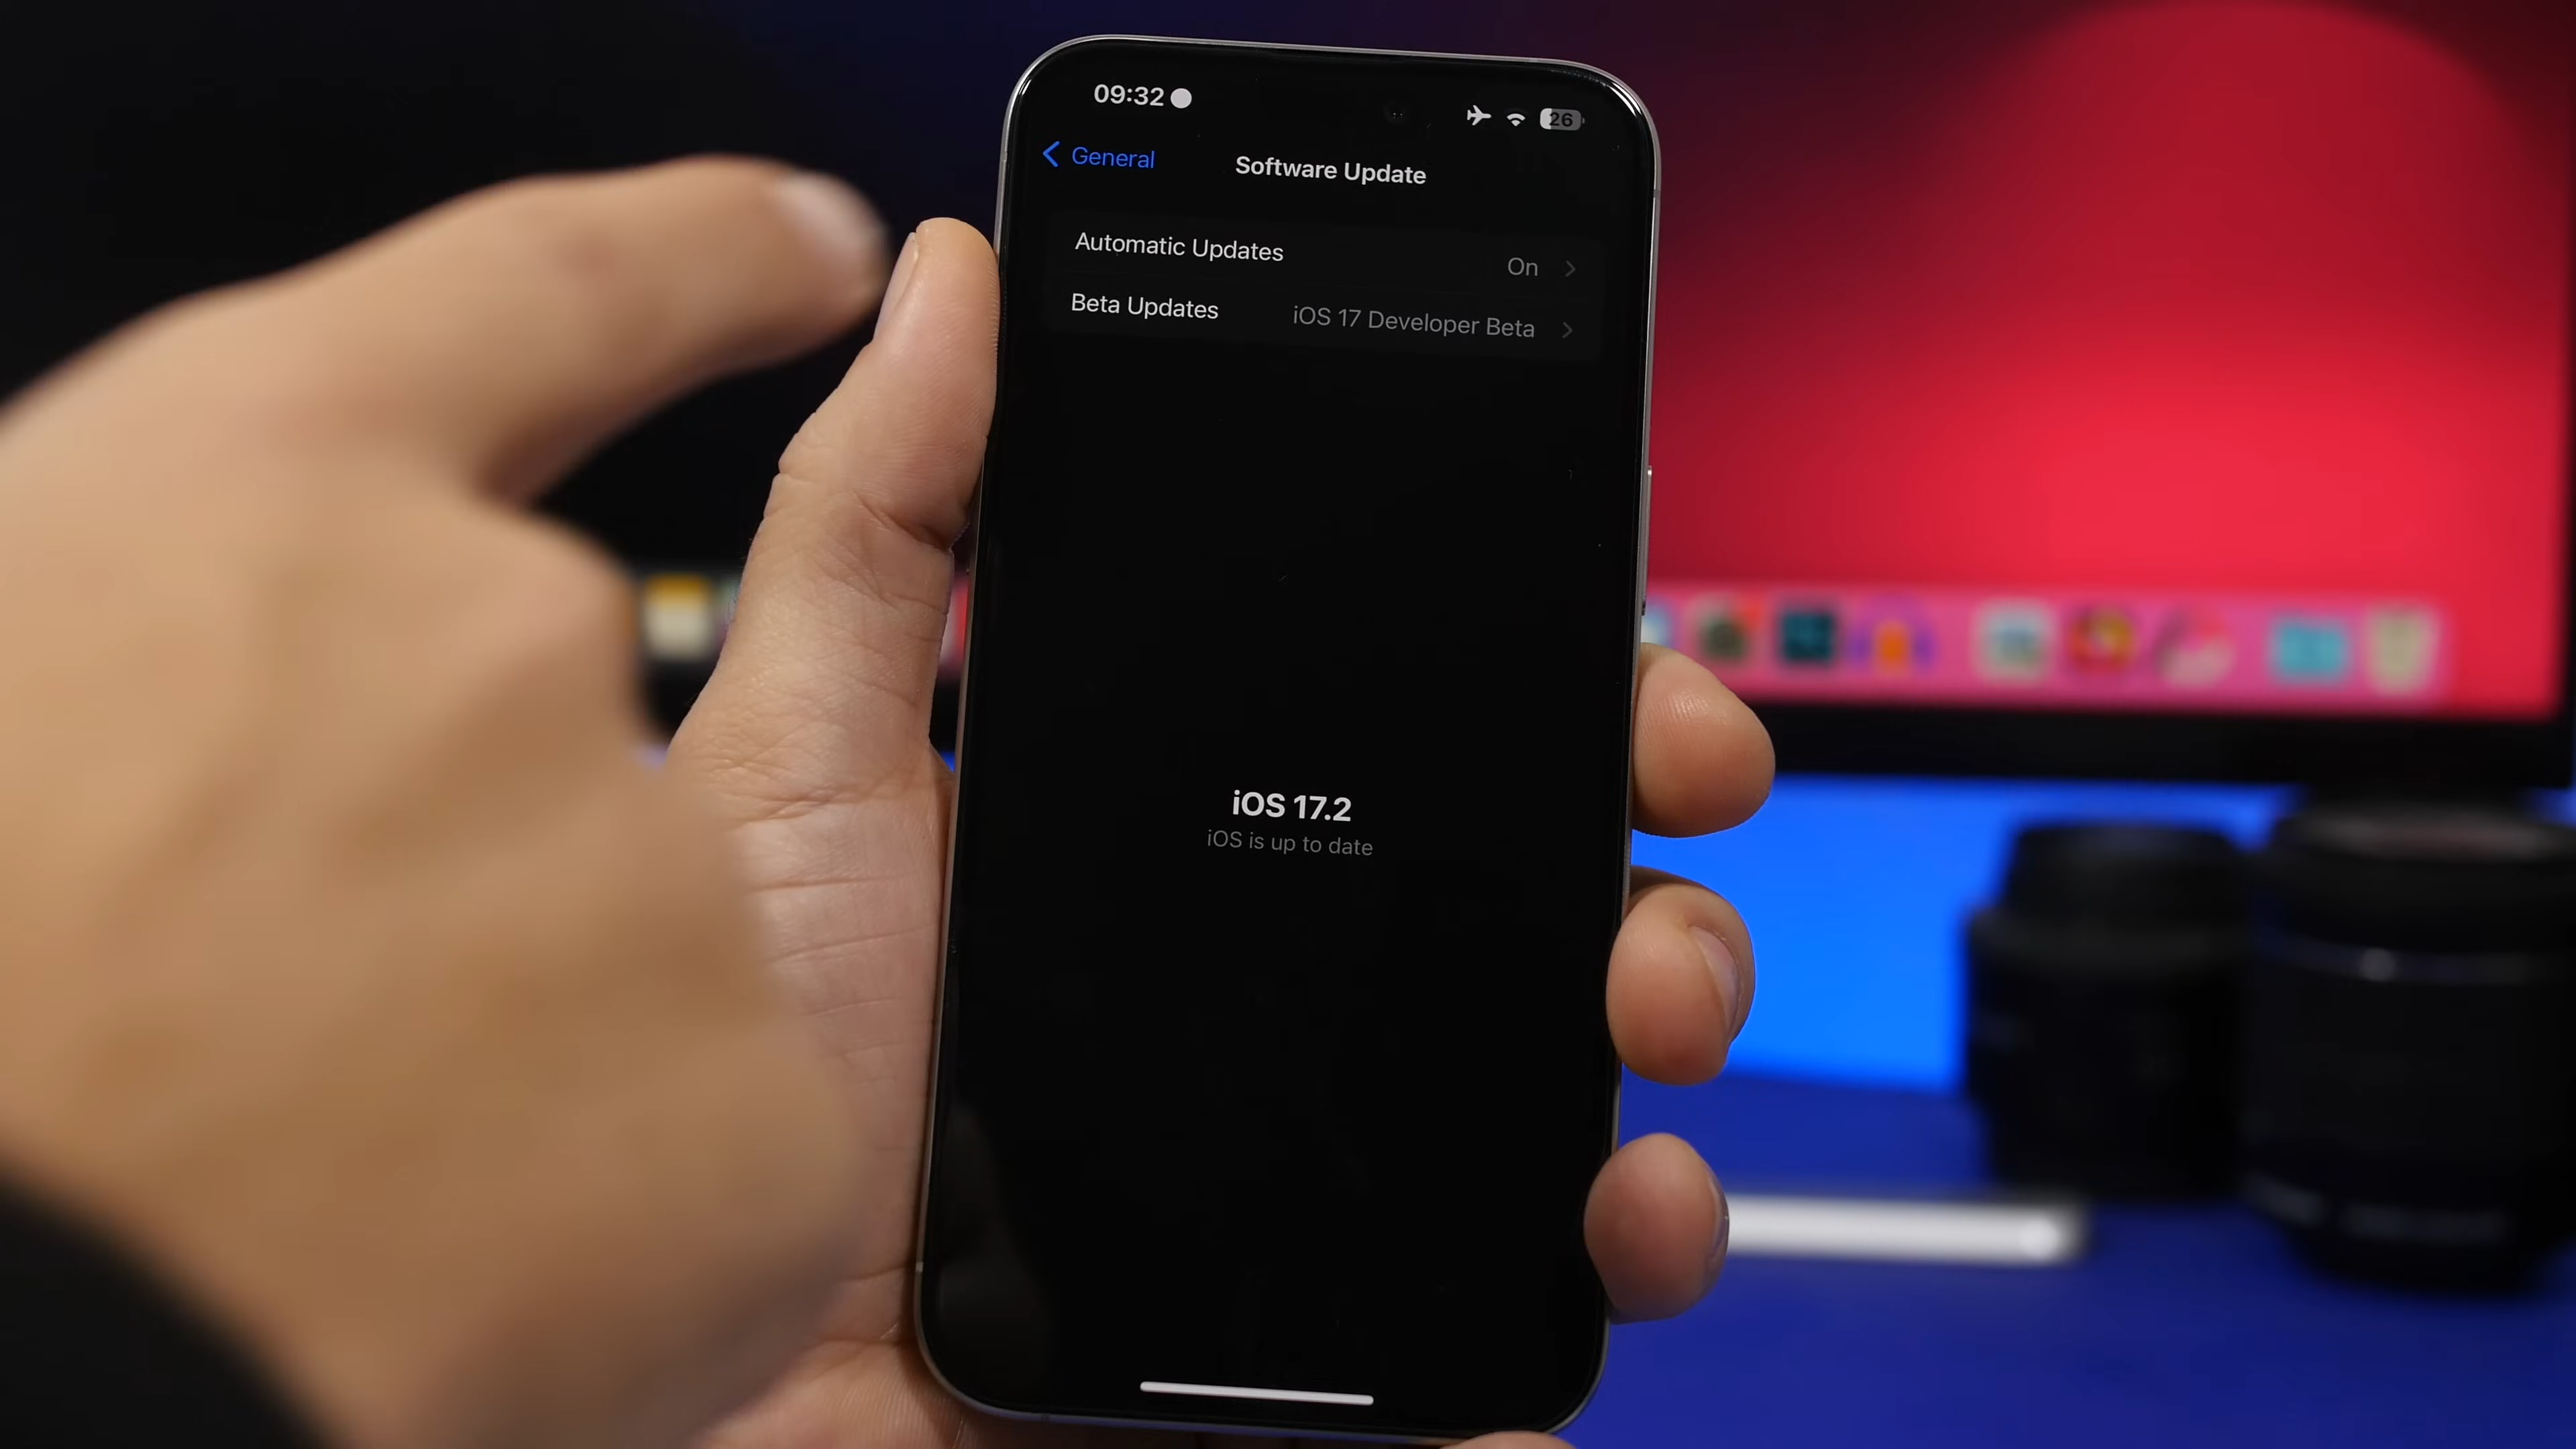 09:32
26
General
Software Update
Automatic Updates On
Beta Updates iOS 17 Developer Beta
iOS 17.2
iOS is up to date